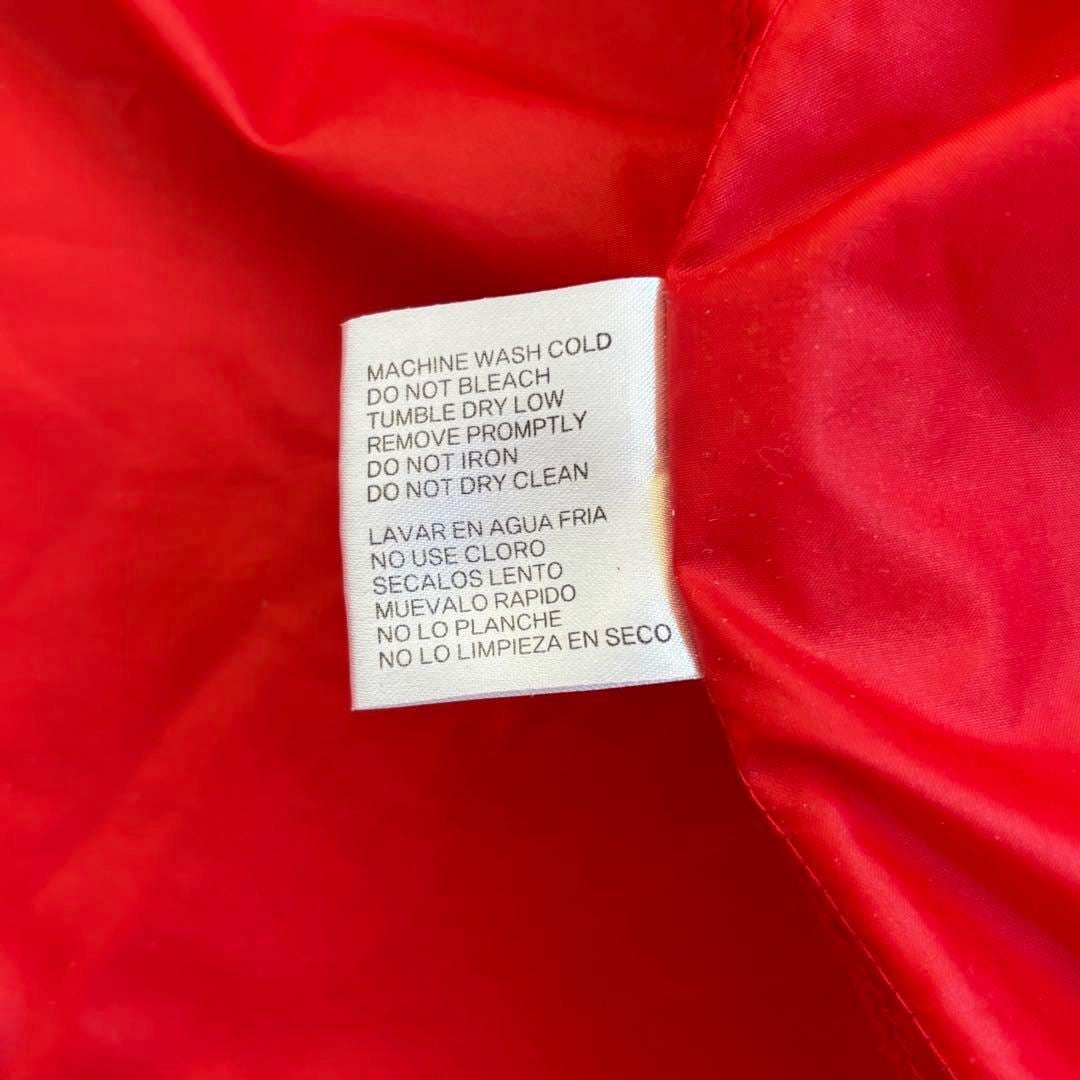 MACHINE WASH COLD
DO NOT BLEACH
TUMBLE DRY LOW
REMOVE PROMPTLY
DO NOT IRON
DO NOT DRY CLEAN
LAVAR EN AGUA FRIA
NO USE CLORO
SECALOS LENTO
MUEVALO RAPIDO
NO LO PLANCHE
NO LO LIMPIEZA EN SECO